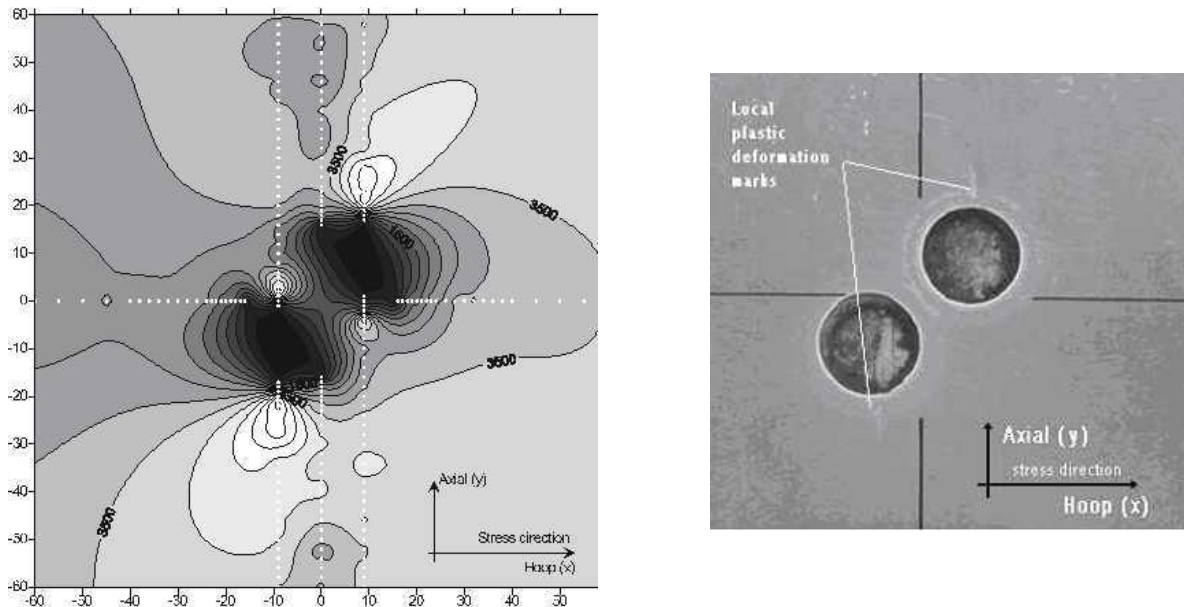 60
50
40
30
20
10
0
-10
-20
-30
-40
-50
-60
-60 -50 -40 -30 -20 -10 0 10 20 30 40 50
3500
3500
1600
3500
3500
Axial (y)
Stress direction
Hoop (x)
Local
plastic
deformation
marks
Axial (y)
stress direction
Hoop (x)